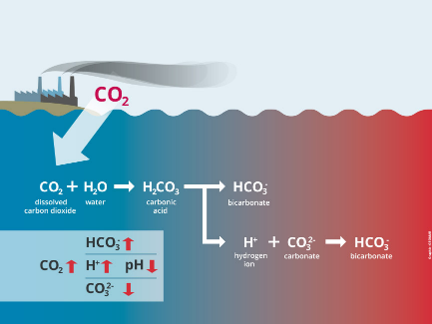 CO₂
CO₂ + H₂O → H₂CO₃ → HCO₃⁻
dissolved carbon dioxide water carbonic acid bicarbonate
H⁺ + CO₃²⁻ → HCO₃⁻
hydrogen ion carbonate bicarbonate
HCO₃⁻ ↑
CO₂ ↑ H⁺ ↑ pH ↓
CO₃²⁻ ↓